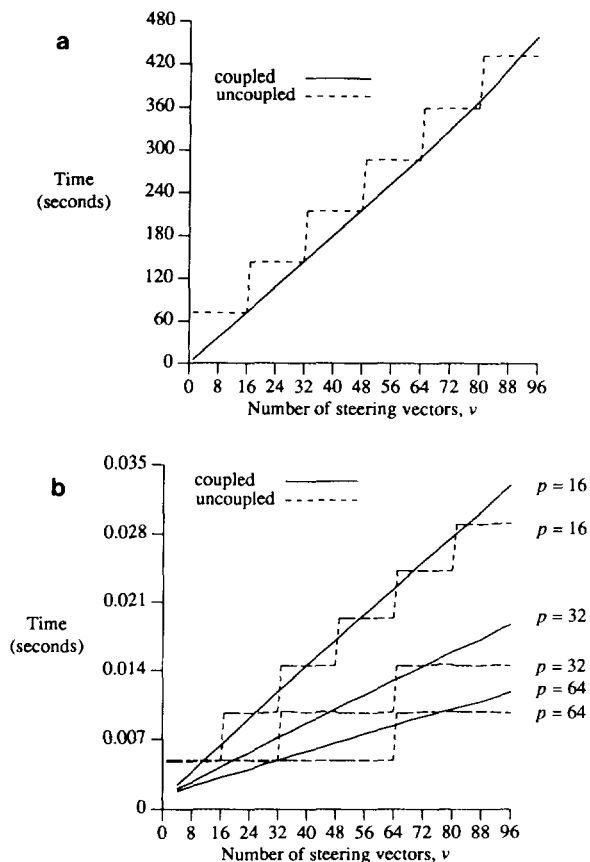 a
480
420
360
300
240
180
120
60
0
Time
(seconds)
coupled
uncoupled
0 8 16 24 32 40 48 56 64 72 80 88 96
Number of steering vectors, v
b
0.035
0.028
0.021
0.014
0.007
0
Time
(seconds)
coupled
uncoupled
p = 16
p = 16
p = 32
p = 32
p = 64
p = 64
0 8 16 24 32 40 48 56 64 72 80 88 96
Number of steering vectors, v